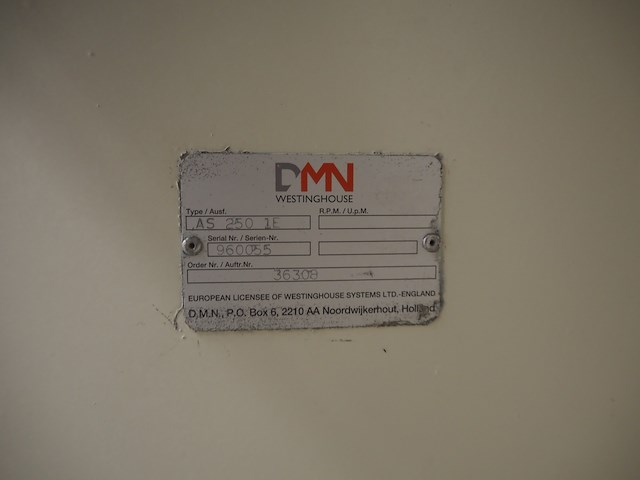 DMN
WESTINGHOUSE
Type / Ausf. R.P.M. / U.p.M.
AS 250 1E
Serial Nr. / Serien-Nr.
960055
Order Nr. / Auftr.Nr.
36308
EUROPEAN LICENSEE OF WESTINGHOUSE SYSTEMS LTD.-ENGLAND
D.M.N., P.O. Box 6, 2210 AA Noordwijkerhout, Holland